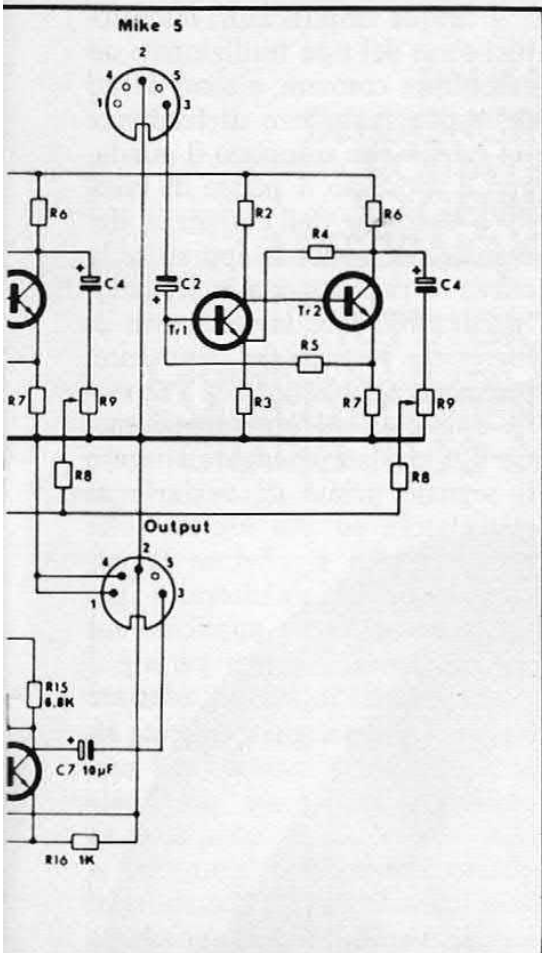 Mike 5
2
4 5
1 3
R6 R2 R6
R4
C4 + C2 + C4 +
Tr1 Tr2
R5
R7 R9 R3 R7 R9
R8 R8
Output
2
4 5
1 3
R15
6.8K
+
C7 10µF
R16 1K